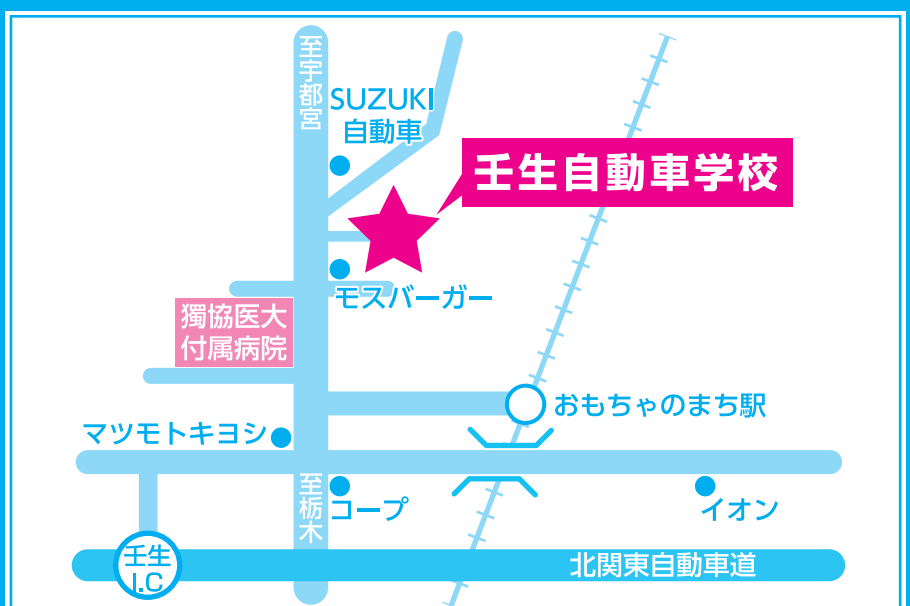 至宇都宮
SUZUKI
自動車
壬生自動車学校
モスバーガー
獨協医大
付属病院
おもちゃのまち駅
マツモトキヨシ
至栃木
コープ
イオン
壬生
I.C
北関東自動車道